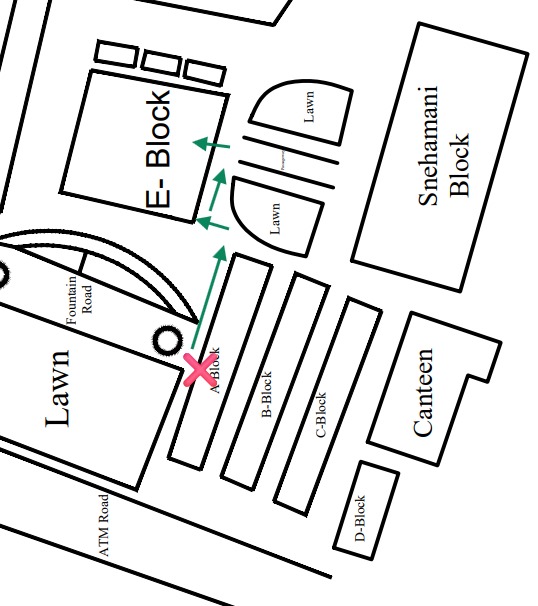 E- Block
Lawn
Snehamani
Block
Lawn
Fountain
Road
Lawn
A-Block
B-Block
C-Block
Canteen
D-Block
ATM Road